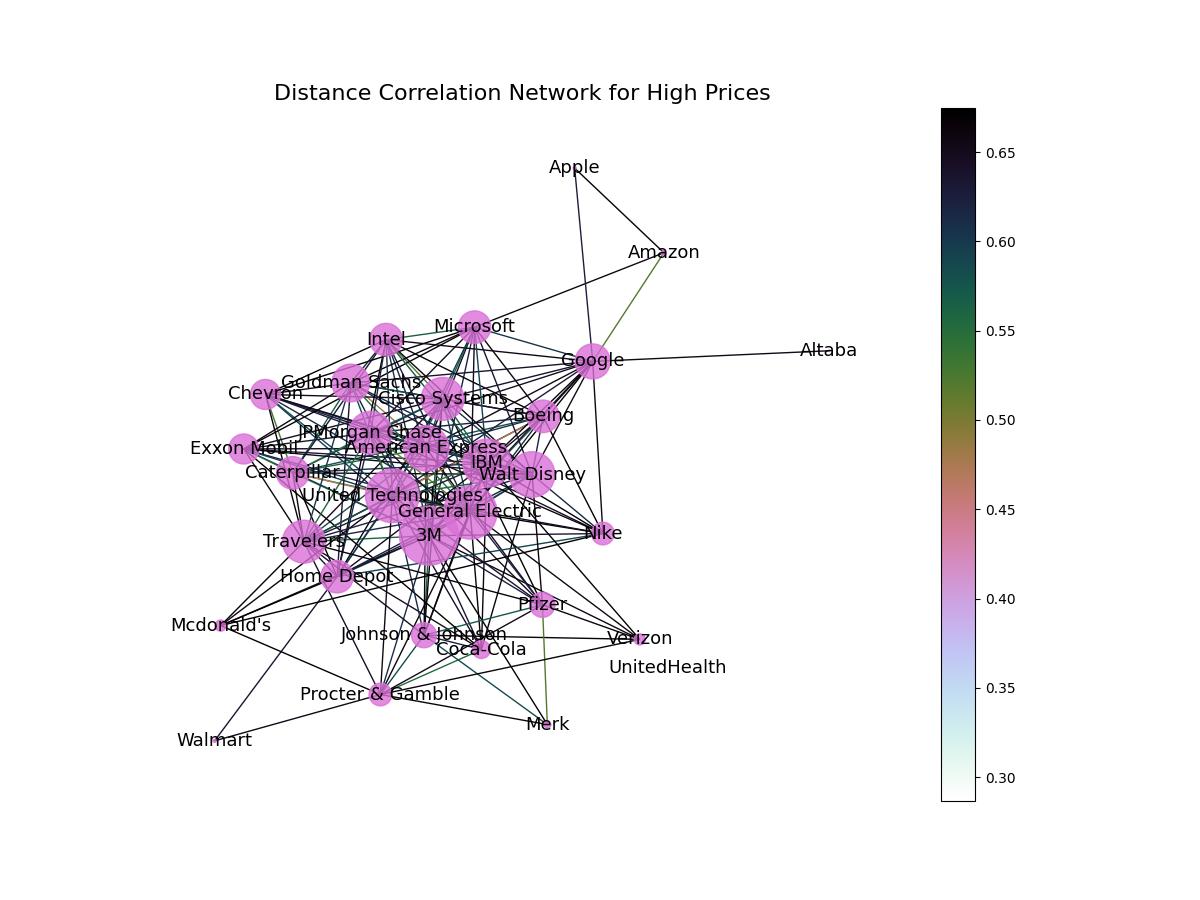 Distance Correlation Network for High Prices
Apple
0.65
Amazon
0.60
Microsoft
0.55
Intel
Altaba
Google
Goldman Sachs
Chevron
Cisco Systems
Boeing
0.50
JPMorgan Chase
American Express
Exxon Mobil
IBM
Caterpillar
Walt Disney
United Technologies
0.45
General Electric
Nike
3M
Travelers
Home Depot
0.40
Pfizer
Mcdonald's
Johnson & Johnson
Verizon
Coca-Cola
UnitedHealth
0.35
Procter & Gamble
Merk
Walmart
0.30